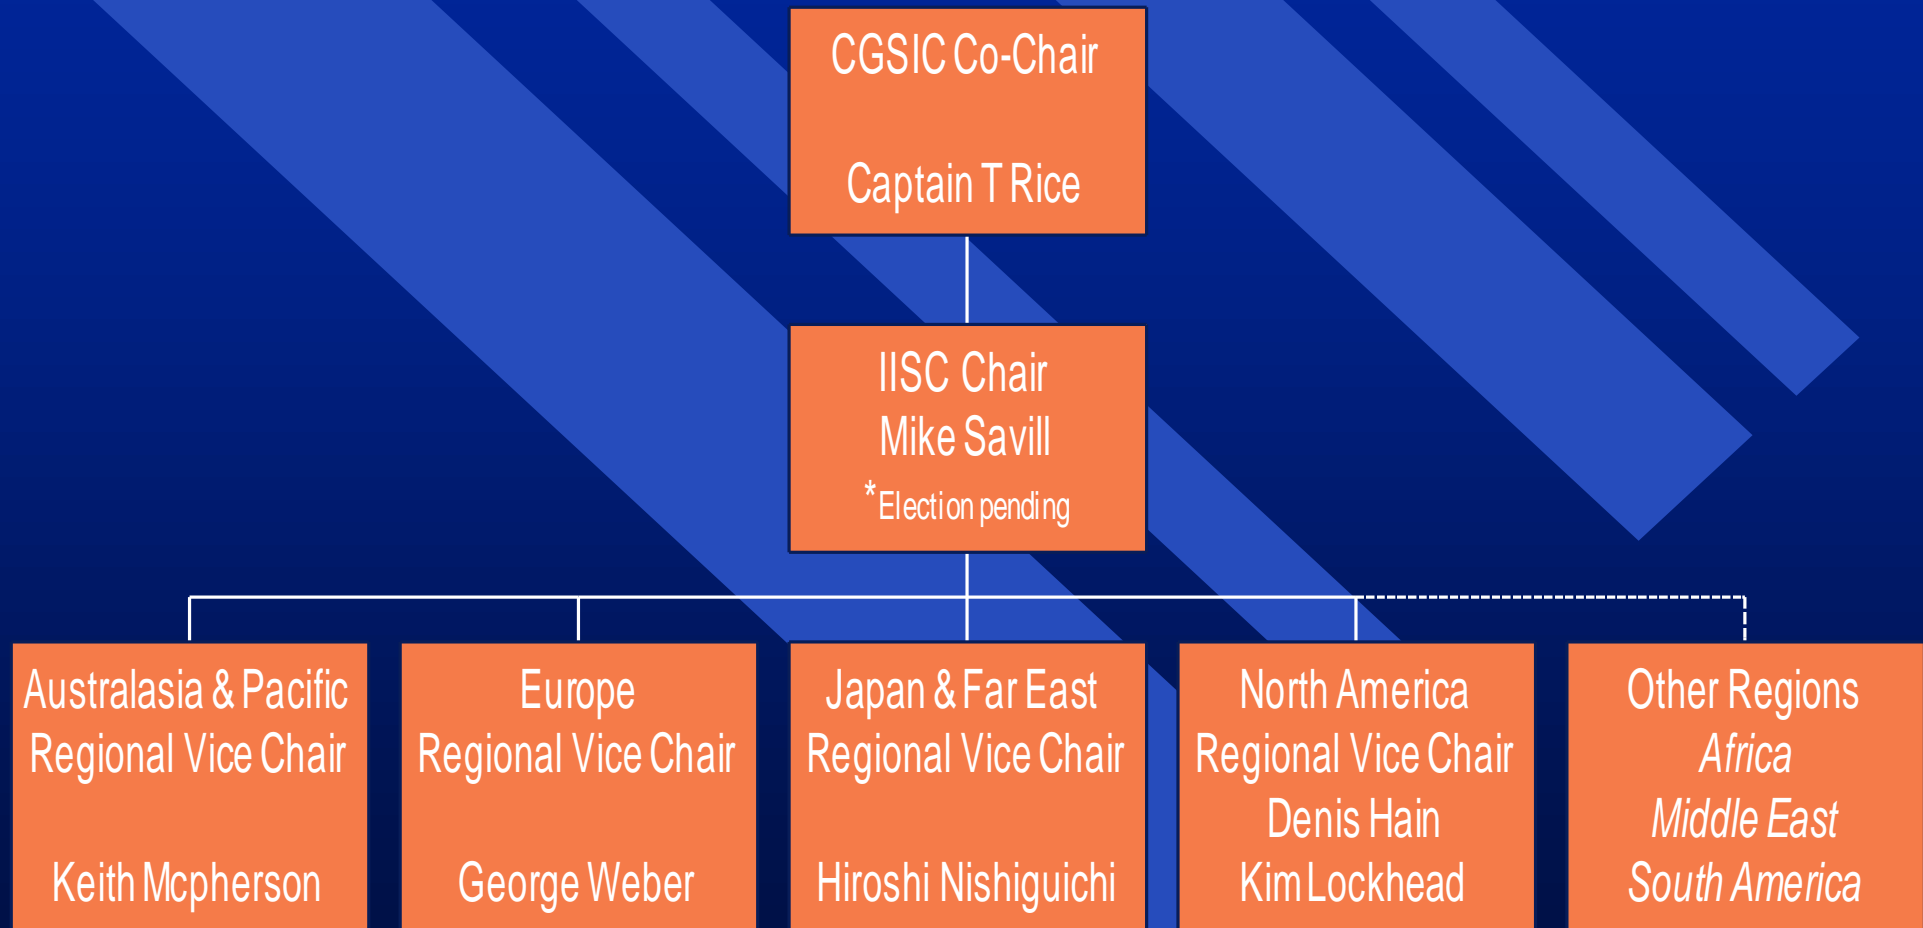 CGSIC Co-Chair
Captain T Rice
IISC Chair
Mike Savill
*Election pending
Australasia & Pacific
Regional Vice Chair
Keith Mcpherson
Europe
Regional Vice Chair
George Weber
Japan & Far East
Regional Vice Chair
Hiroshi Nishiguchi
North America
Regional Vice Chair
Denis Hain
Kim Lockhead
Other Regions
Africa
Middle East
South America